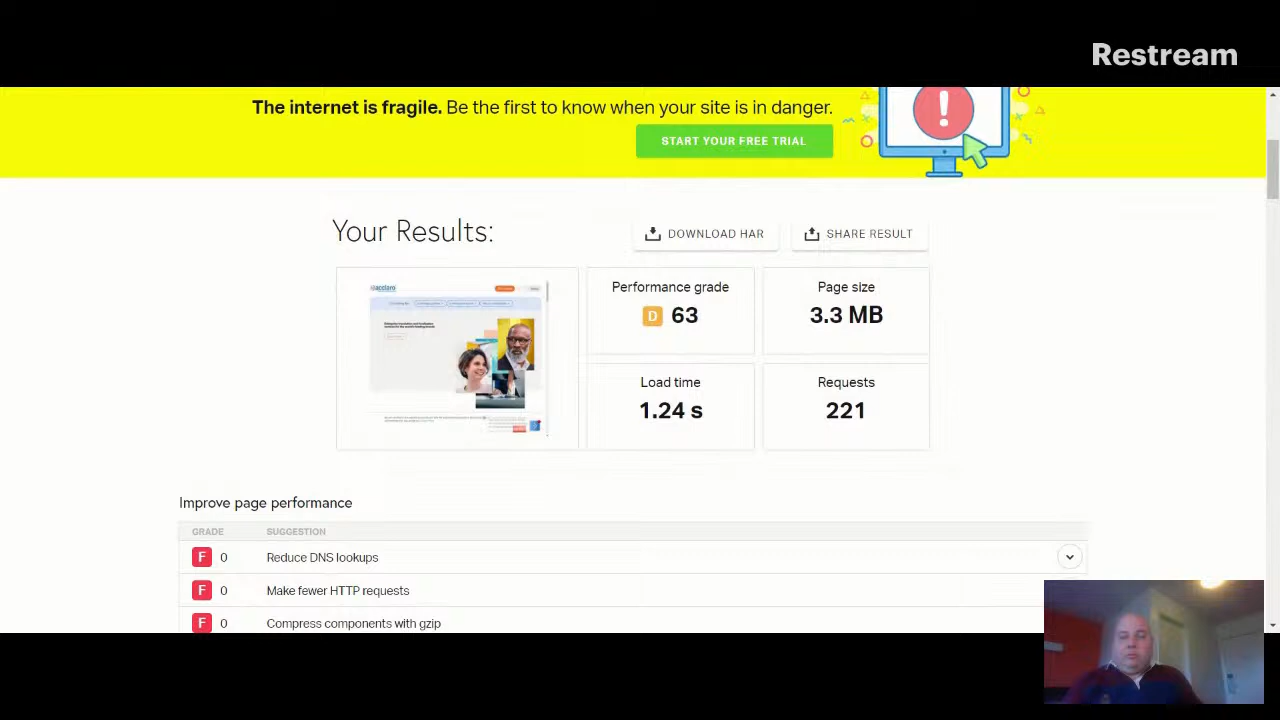 Restream
The internet is fragile. Be the first to know when your site is in danger.
START YOUR FREE TRIAL
Your Results:
DOWNLOAD HAR
SHARE RESULT
acclaro
Performance grade
D 63
Page size
3.3 MB
Load time
1.24 s
Requests
221
Improve page performance
GRADE SUGGESTION
F 0 Reduce DNS lookups
F 0 Make fewer HTTP requests
F 0 Compress components with gzip